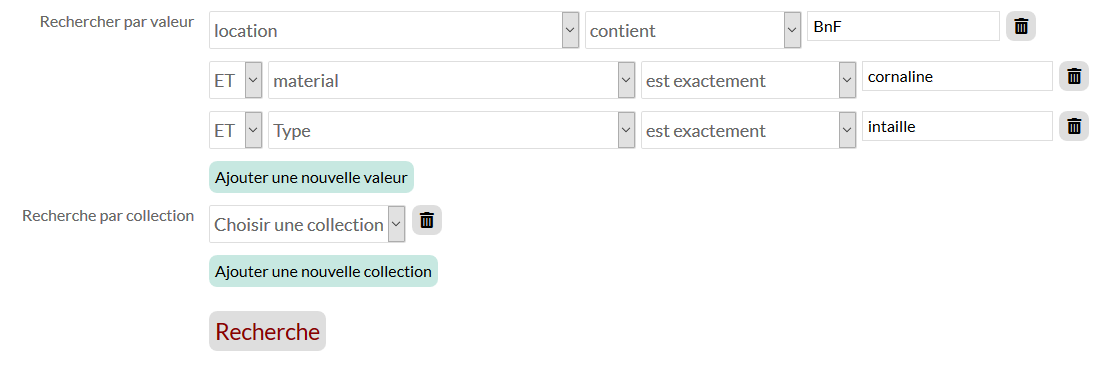 Rechercher par valeur location contient BnF
ET material est exactement cornaline
ET Type est exactement intaille
Ajouter une nouvelle valeur
Recherche par collection Choisir une collection
Ajouter une nouvelle collection
Recherche